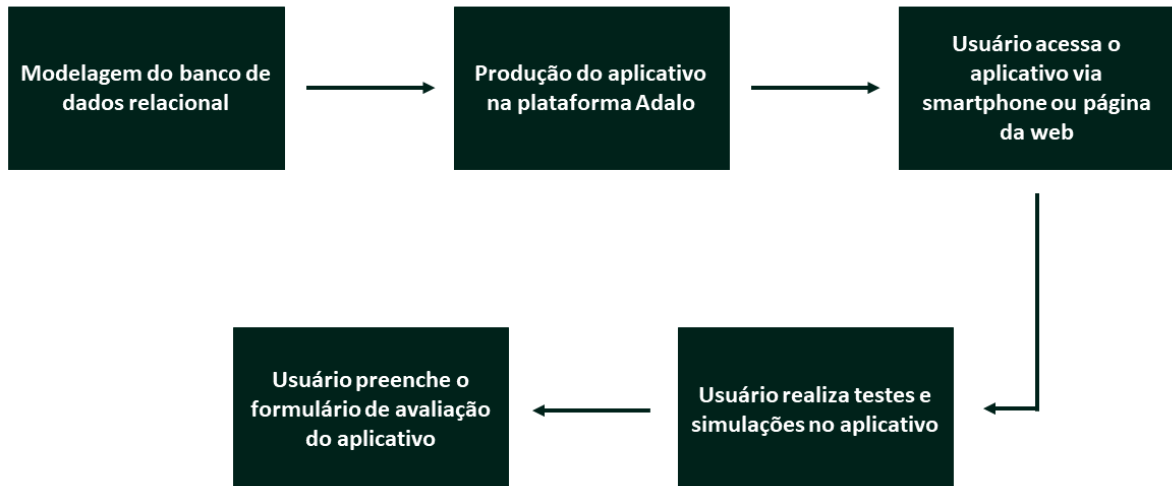 Modelagem do banco de
dados relacional
Produção do aplicativo
na plataforma Adalo
Usuário acessa o
aplicativo via
smartphone ou página
da web
Usuário realiza testes e
simulações no aplicativo
Usuário preenche o
formulário de avaliação
do aplicativo